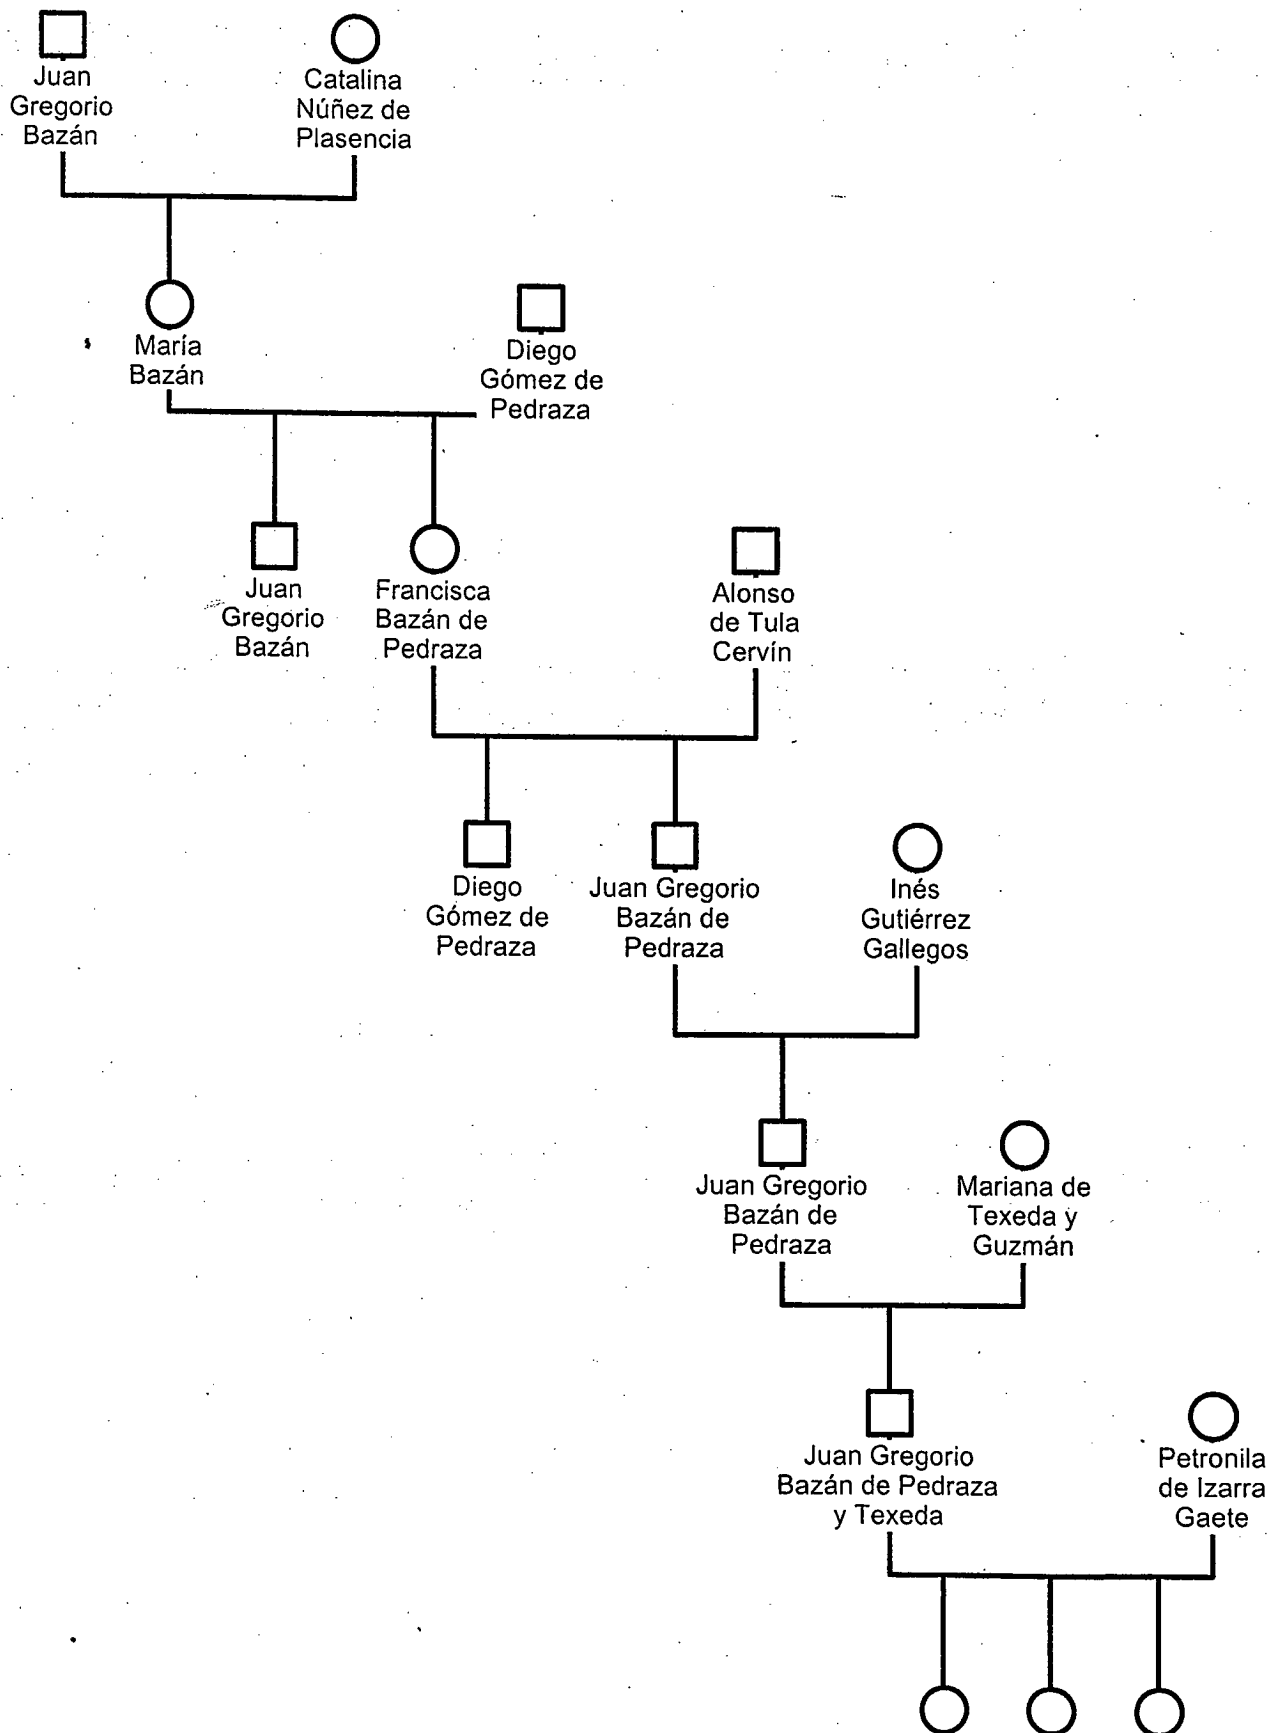 Juan
Gregorio
Bazán
Catalina
Núñez de
Plasencia
María
Bazán
Diego
Gómez de
Pedraza
Juan
Gregorio
Bazán
Francisca
Bazán de
Pedraza
Alonso
de Tula
Cervín
Diego
Gómez de
Pedraza
Juan Gregorio
Bazán de
Pedraza
Inés
Gutiérrez
Gallegos
Juan Gregorio
Bazán de
Pedraza
Mariana de
Texeda y
Guzmán
Juan Gregorio
Bazán de Pedraza
y Texeda
Petronila
de Izarra
Gaete